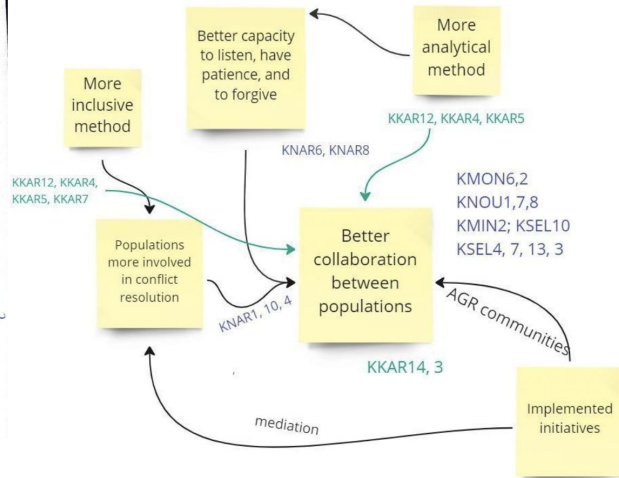 More
analytical
method
Better capacity
to listen, have
patience, and
to forgive
More
inclusive
method
KKAR12, KKAR4, KKAR5
KNAR6, KNAR8
KKAR12, KKAR4,
KKAR5, KKAR7
KMON6,2
KNOU1,7,8
KMIN2; KSEL10
KSEL4, 7, 13, 3
Populations
more involved
in conflict
resolution
Better
collaboration
between
populations
KNAR1, 10, 4
AGR communities
KKAR14, 3
Implemented
initiatives
mediation